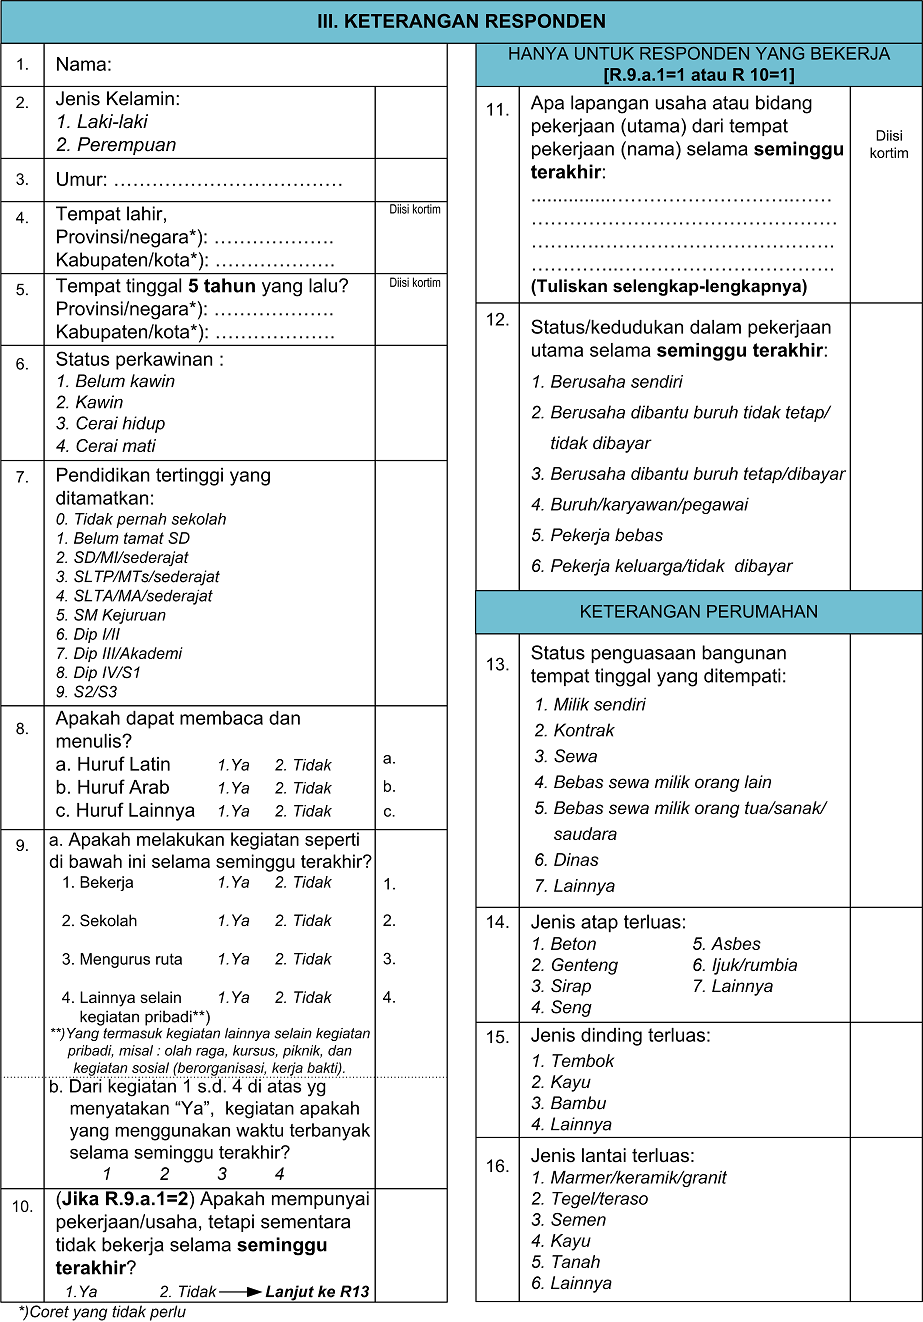 III. KETERANGAN RESPONDEN
1. Nama:
2. Jenis Kelamin:
1. Laki-laki
2. Perempuan
3. Umur: ………………………………
4. Tempat lahir, Diisi kortim
Provinsi/negara*): ……………….
Kabupaten/kota*): ……………….
5. Tempat tinggal 5 tahun yang lalu? Diisi kortim
Provinsi/negara*): ……………….
Kabupaten/kota*): ……………….
6. Status perkawinan :
1. Belum kawin
2. Kawin
3. Cerai hidup
4. Cerai mati
7. Pendidikan tertinggi yang
ditamatkan:
0. Tidak pernah sekolah
1. Belum tamat SD
2. SD/MI/sederajat
3. SLTP/MTs/sederajat
4. SLTA/MA/sederajat
5. SM Kejuruan
6. Dip I/II
7. Dip III/Akademi
8. Dip IV/S1
9. S2/S3
8. Apakah dapat membaca dan
menulis?
a. Huruf Latin 1.Ya 2. Tidak a.
b. Huruf Arab 1.Ya 2. Tidak b.
c. Huruf Lainnya 1.Ya 2. Tidak c.
9. a. Apakah melakukan kegiatan seperti
di bawah ini selama seminggu terakhir?
1. Bekerja 1.Ya 2. Tidak 1.
2. Sekolah 1.Ya 2. Tidak 2.
3. Mengurus ruta 1.Ya 2. Tidak 3.
4. Lainnya selain 1.Ya 2. Tidak 4.
kegiatan pribadi**)
**)Yang termasuk kegiatan lainnya selain kegiatan
pribadi, misal : olah raga, kursus, piknik, dan
kegiatan sosial (berorganisasi, kerja bakti).
b. Dari kegiatan 1 s.d. 4 di atas yg
menyatakan “Ya”, kegiatan apakah
yang menggunakan waktu terbanyak
selama seminggu terakhir?
1 2 3 4
10. (Jika R.9.a.1=2) Apakah mempunyai
pekerjaan/usaha, tetapi sementara
tidak bekerja selama seminggu
terakhir?
1.Ya 2. Tidak Lanjut ke R13
*)Coret yang tidak perlu
HANYA UNTUK RESPONDEN YANG BEKERJA
[R.9.a.1=1 atau R 10=1]
11. Apa lapangan usaha atau bidang
pekerjaan (utama) dari tempat
pekerjaan (nama) selama seminggu
terakhir:
Diisi
kortim
...............……………………..……
…………………………………………
………..………………………………
…………..……………………………
(Tuliskan selengkap-lengkapnya)
12. Status/kedudukan dalam pekerjaan
utama selama seminggu terakhir:
1. Berusaha sendiri
2. Berusaha dibantu buruh tidak tetap/
tidak dibayar
3. Berusaha dibantu buruh tetap/dibayar
4. Buruh/karyawan/pegawai
5. Pekerja bebas
6. Pekerja keluarga/tidak dibayar
KETERANGAN PERUMAHAN
13. Status penguasaan bangunan
tempat tinggal yang ditempati:
1. Milik sendiri
2. Kontrak
3. Sewa
4. Bebas sewa milik orang lain
5. Bebas sewa milik orang tua/sanak/
saudara
6. Dinas
7. Lainnya
14. Jenis atap terluas:
1. Beton 5. Asbes
2. Genteng 6. Ijuk/rumbia
3. Sirap 7. Lainnya
4. Seng
15. Jenis dinding terluas:
1. Tembok
2. Kayu
3. Bambu
4. Lainnya
16. Jenis lantai terluas:
1. Marmer/keramik/granit
2. Tegel/teraso
3. Semen
4. Kayu
5. Tanah
6. Lainnya